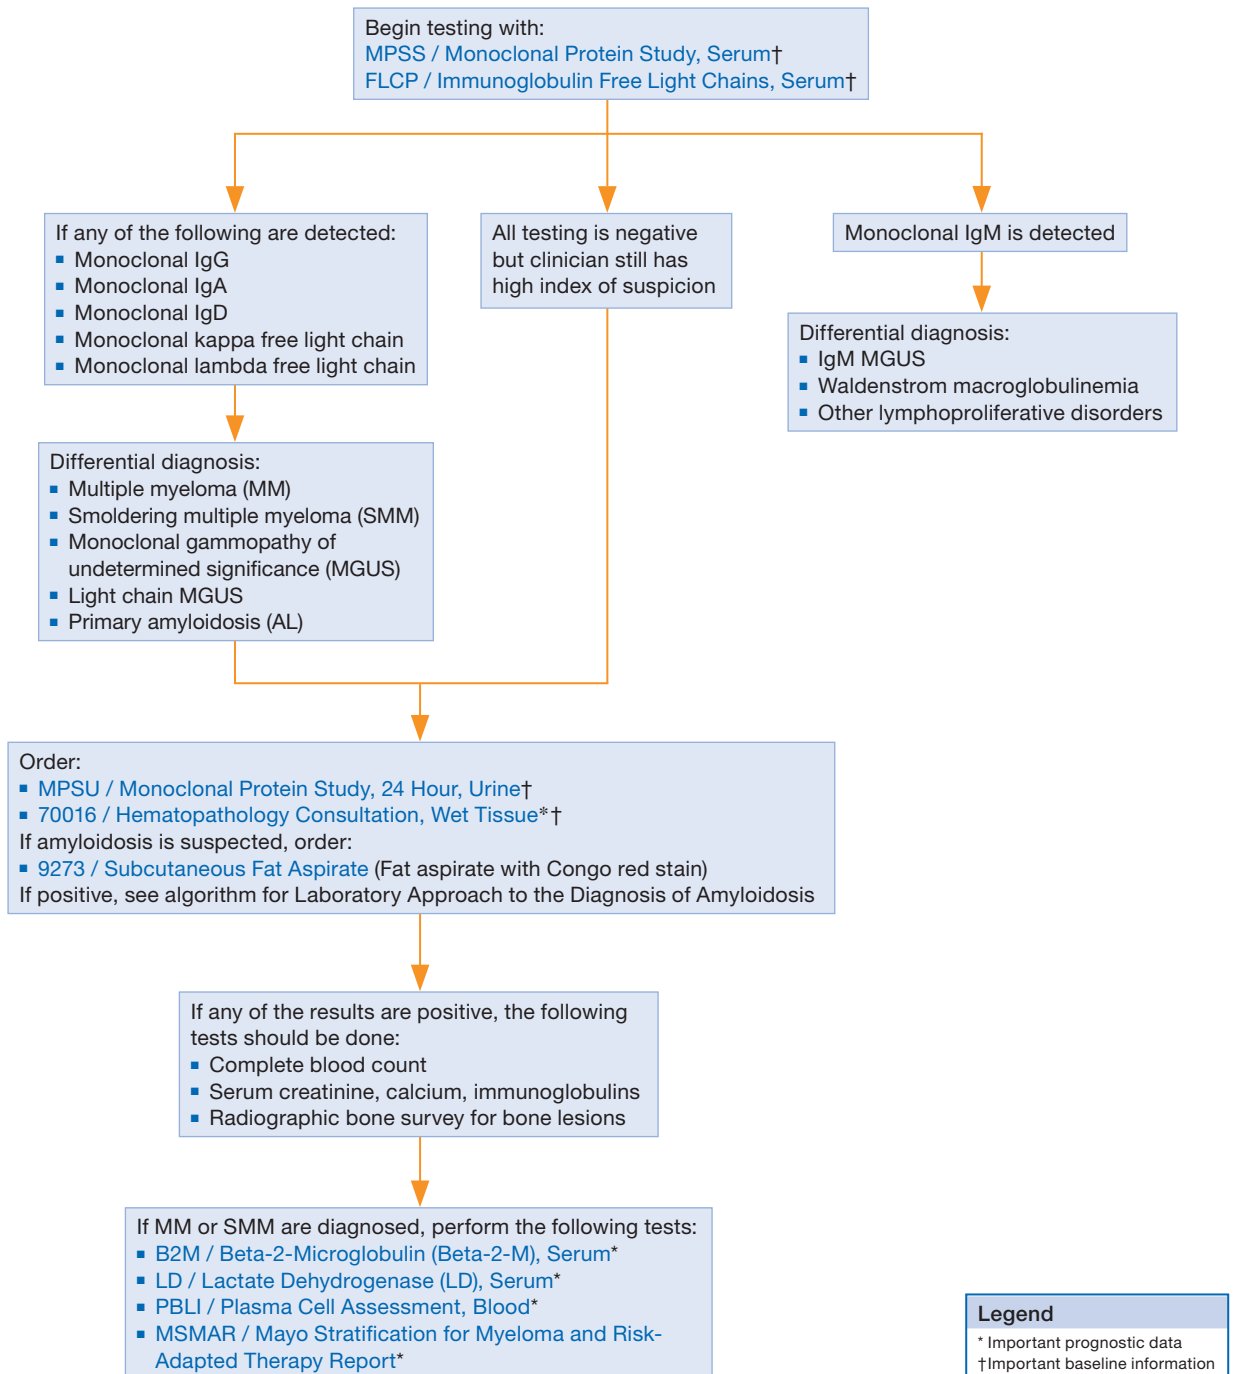 Begin testing with:
MPSS / Monoclonal Protein Study, Serum†
FLCP / Immunoglobulin Free Light Chains, Serum†
If any of the following are detected:
▪ Monoclonal IgG
▪ Monoclonal IgA
▪ Monoclonal IgD
▪ Monoclonal kappa free light chain
▪ Monoclonal lambda free light chain
All testing is negative
but clinician still has
high index of suspicion
Monoclonal IgM is detected
Differential diagnosis:
▪ IgM MGUS
▪ Waldenstrom macroglobulinemia
▪ Other lymphoproliferative disorders
Differential diagnosis:
▪ Multiple myeloma (MM)
▪ Smoldering multiple myeloma (SMM)
▪ Monoclonal gammopathy of
undetermined significance (MGUS)
▪ Light chain MGUS
▪ Primary amyloidosis (AL)
Order:
▪ MPSU / Monoclonal Protein Study, 24 Hour, Urine†
▪ 70016 / Hematopathology Consultation, Wet Tissue*†
If amyloidosis is suspected, order:
▪ 9273 / Subcutaneous Fat Aspirate (Fat aspirate with Congo red stain)
If positive, see algorithm for Laboratory Approach to the Diagnosis of Amyloidosis
If any of the results are positive, the following
tests should be done:
▪ Complete blood count
▪ Serum creatinine, calcium, immunoglobulins
▪ Radiographic bone survey for bone lesions
If MM or SMM are diagnosed, perform the following tests:
▪ B2M / Beta-2-Microglobulin (Beta-2-M), Serum*
▪ LD / Lactate Dehydrogenase (LD), Serum*
▪ PBLI / Plasma Cell Assessment, Blood*
▪ MSMAR / Mayo Stratification for Myeloma and Risk-
Adapted Therapy Report*
Legend
* Important prognostic data
†Important baseline information